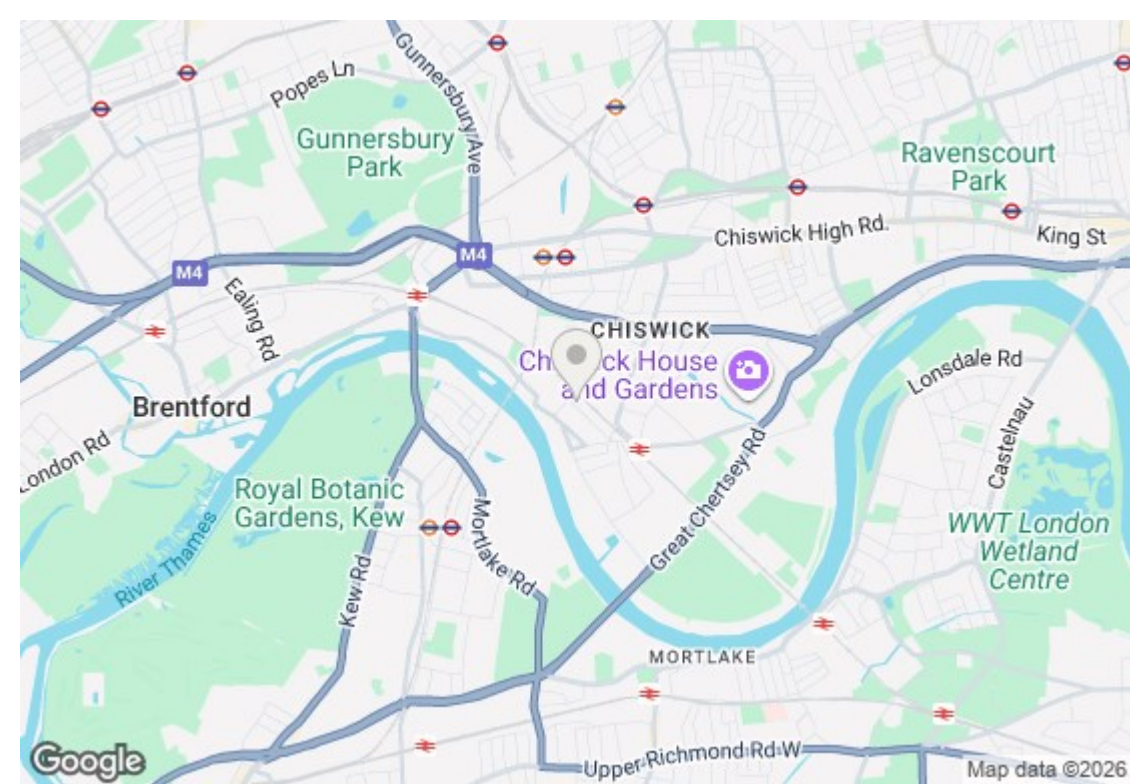 Popes Ln
Gunnersbury Ave
Gunnersbury
Park
Ravenscourt
Park
Chiswick High Rd.
King St
M4
M4
Ealing Rd
CHISWICK
Chiswick House
and Gardens
Lonsdale Rd
Brentford
Castelnau
London Rd
Great Chertsey Rd
Royal Botanic
Gardens, Kew
Mortlake Rd
WWT London
Wetland
Centre
River Thames
Kew Rd
MORTLAKE
Upper Richmond Rd W
Google
Map data ©2026